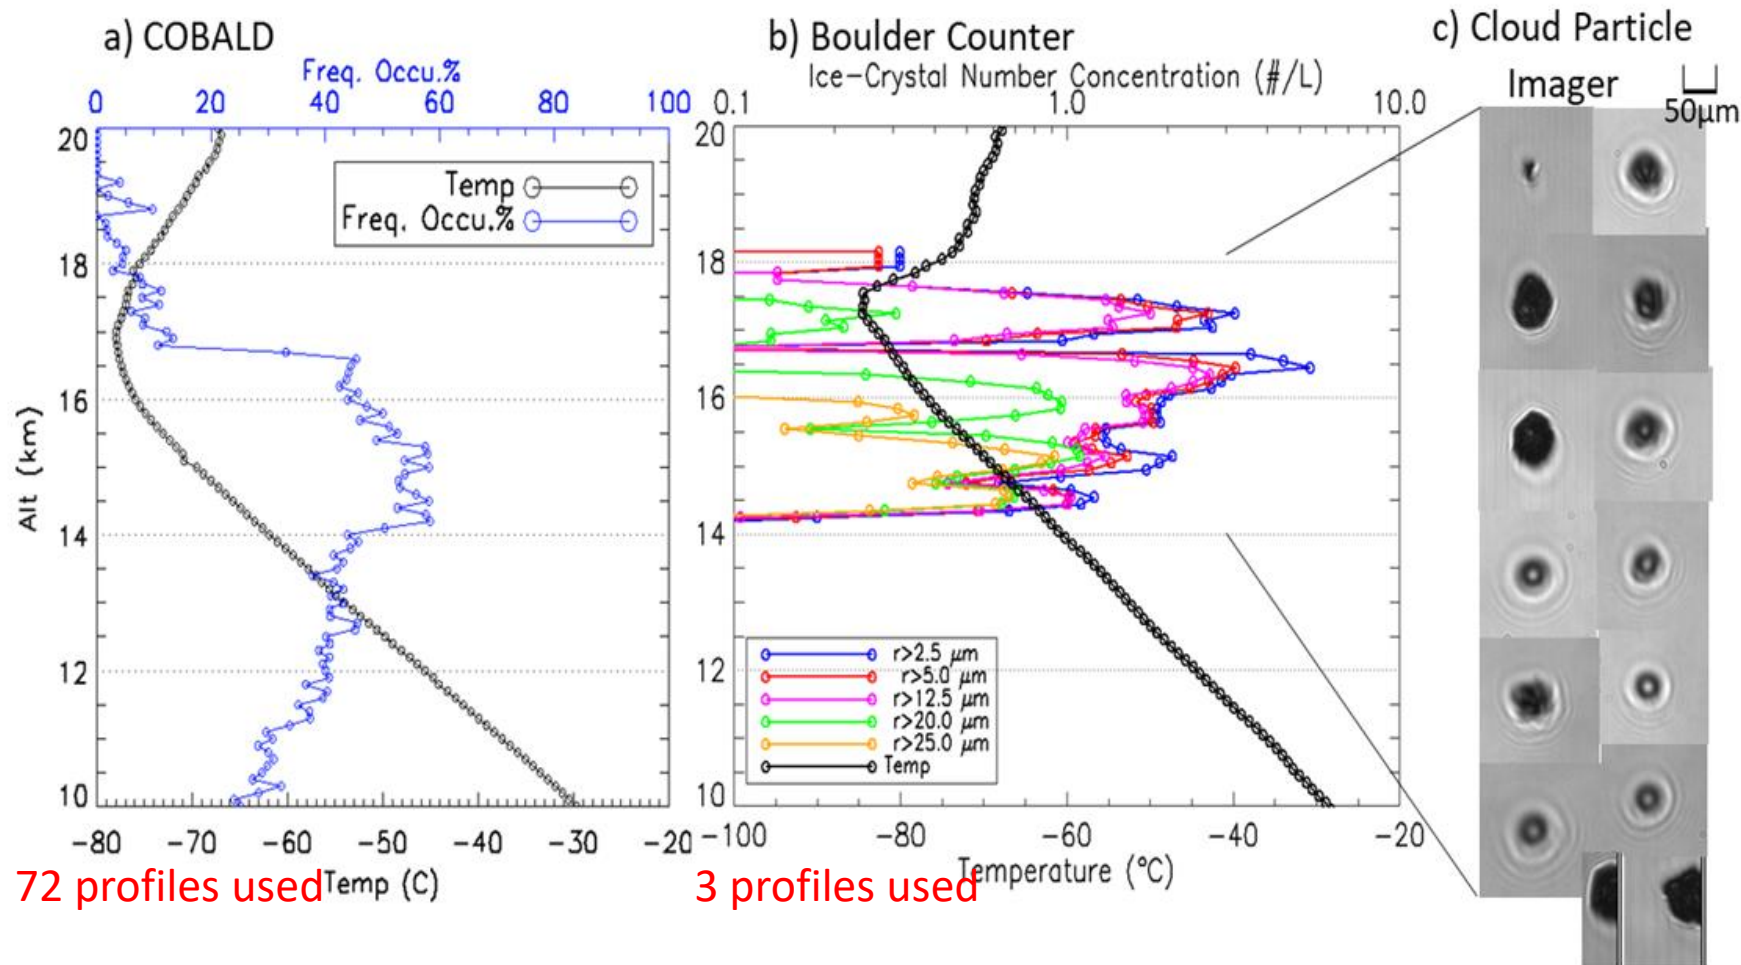 a) COBALD
Freq. Occu.%
0 20 40 60 80 100
Temp
Freq. Occu.%
Alt (km)
20
18
16
14
12
10
-80 -70 -60 -50 -40 -30 -20
Temp (C)
72 profiles used
b) Boulder Counter
Ice-Crystal Number Concentration (#/L)
0.1 1.0 10.0
20
18
16
14
12
10
r>2.5 μm
r>5.0 μm
r>12.5 μm
r>20.0 μm
r>25.0 μm
Temp
-100 -80 -60 -40 -20
Temperature (°C)
3 profiles used
c) Cloud Particle
Imager
50μm